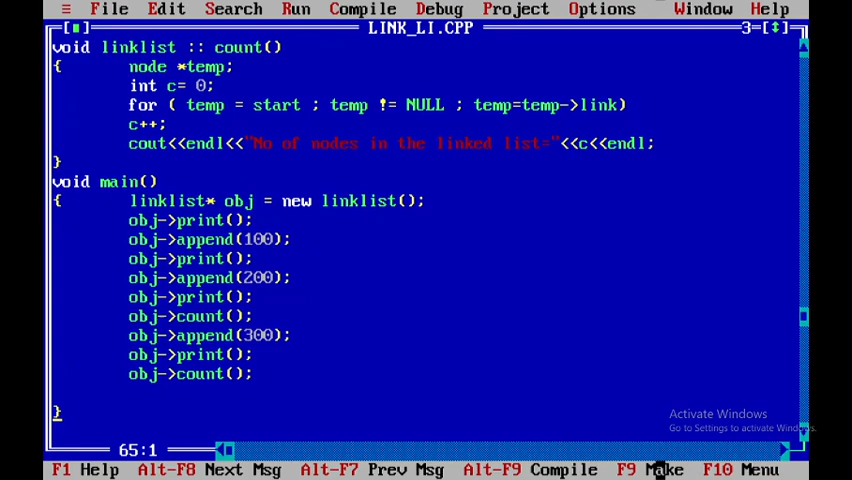 ≡ File Edit Search Run Compile Debug Project Options Window Help
[■] LINK_LI.CPP 3=[↕]
void linklist :: count()
{ node *temp;
int c= 0;
for ( temp = start ; temp != NULL ; temp=temp->link)
c++;
cout<<endl<<"No of nodes in the linked list="<<c<<endl;
}
void main()
{ linklist* obj = new linklist();
obj->print();
obj->append(100);
obj->print();
obj->append(200);
obj->print();
obj->count();
obj->append(300);
obj->print();
obj->count();
}
Activate Windows
Go to Settings to activate Windows.
65:1
F1 Help Alt-F8 Next Msg Alt-F7 Prev Msg Alt-F9 Compile F9 Make F10 Menu